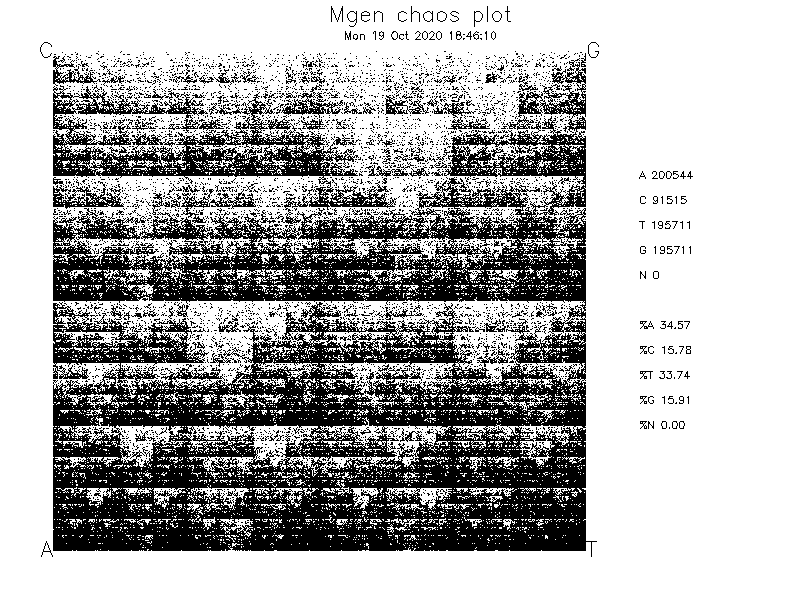 Mgen chaos plot
Mon 19 Oct 2020 18:46:10
C
G
A 200544
C 91515
T 195711
G 195711
N 0
%A 34.57
%C 15.78
%T 33.74
%G 15.91
%N 0.00
A
T